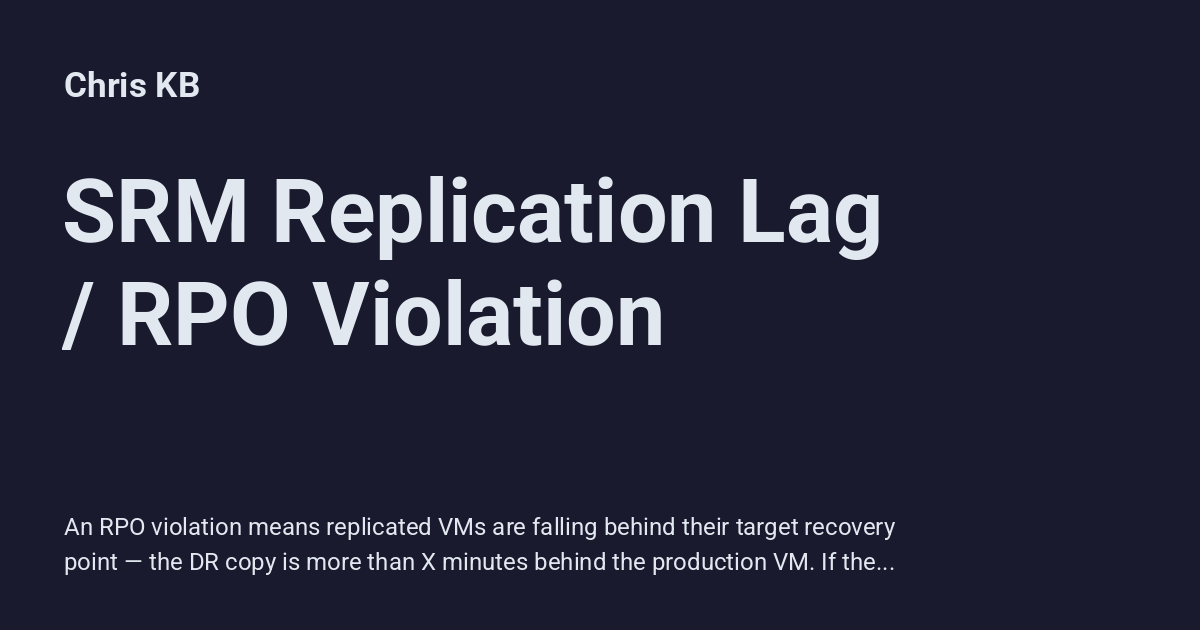 Chris KB
SRM Replication Lag
/ RPO Violation
An RPO violation means replicated VMs are falling behind their target recovery
point — the DR copy is more than X minutes behind the production VM. If the...